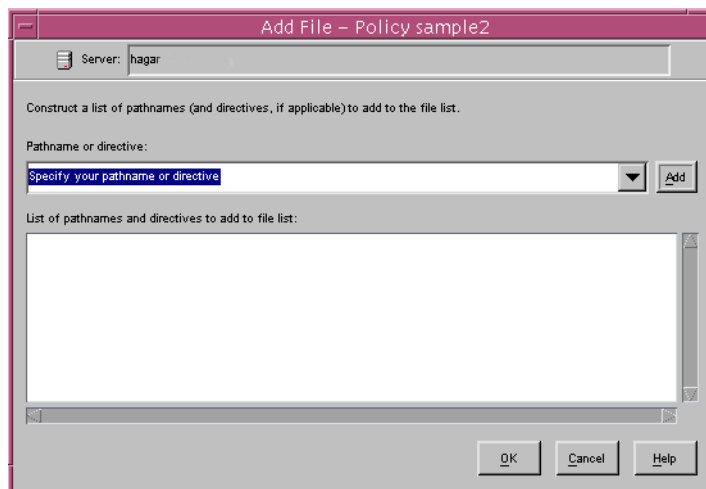 Add File – Policy sample2
Server: hagar
Construct a list of pathnames (and directives, if applicable) to add to the file list.
Pathname or directive:
Specify your pathname or directive
Add
List of pathnames and directives to add to file list:
OK Cancel Help